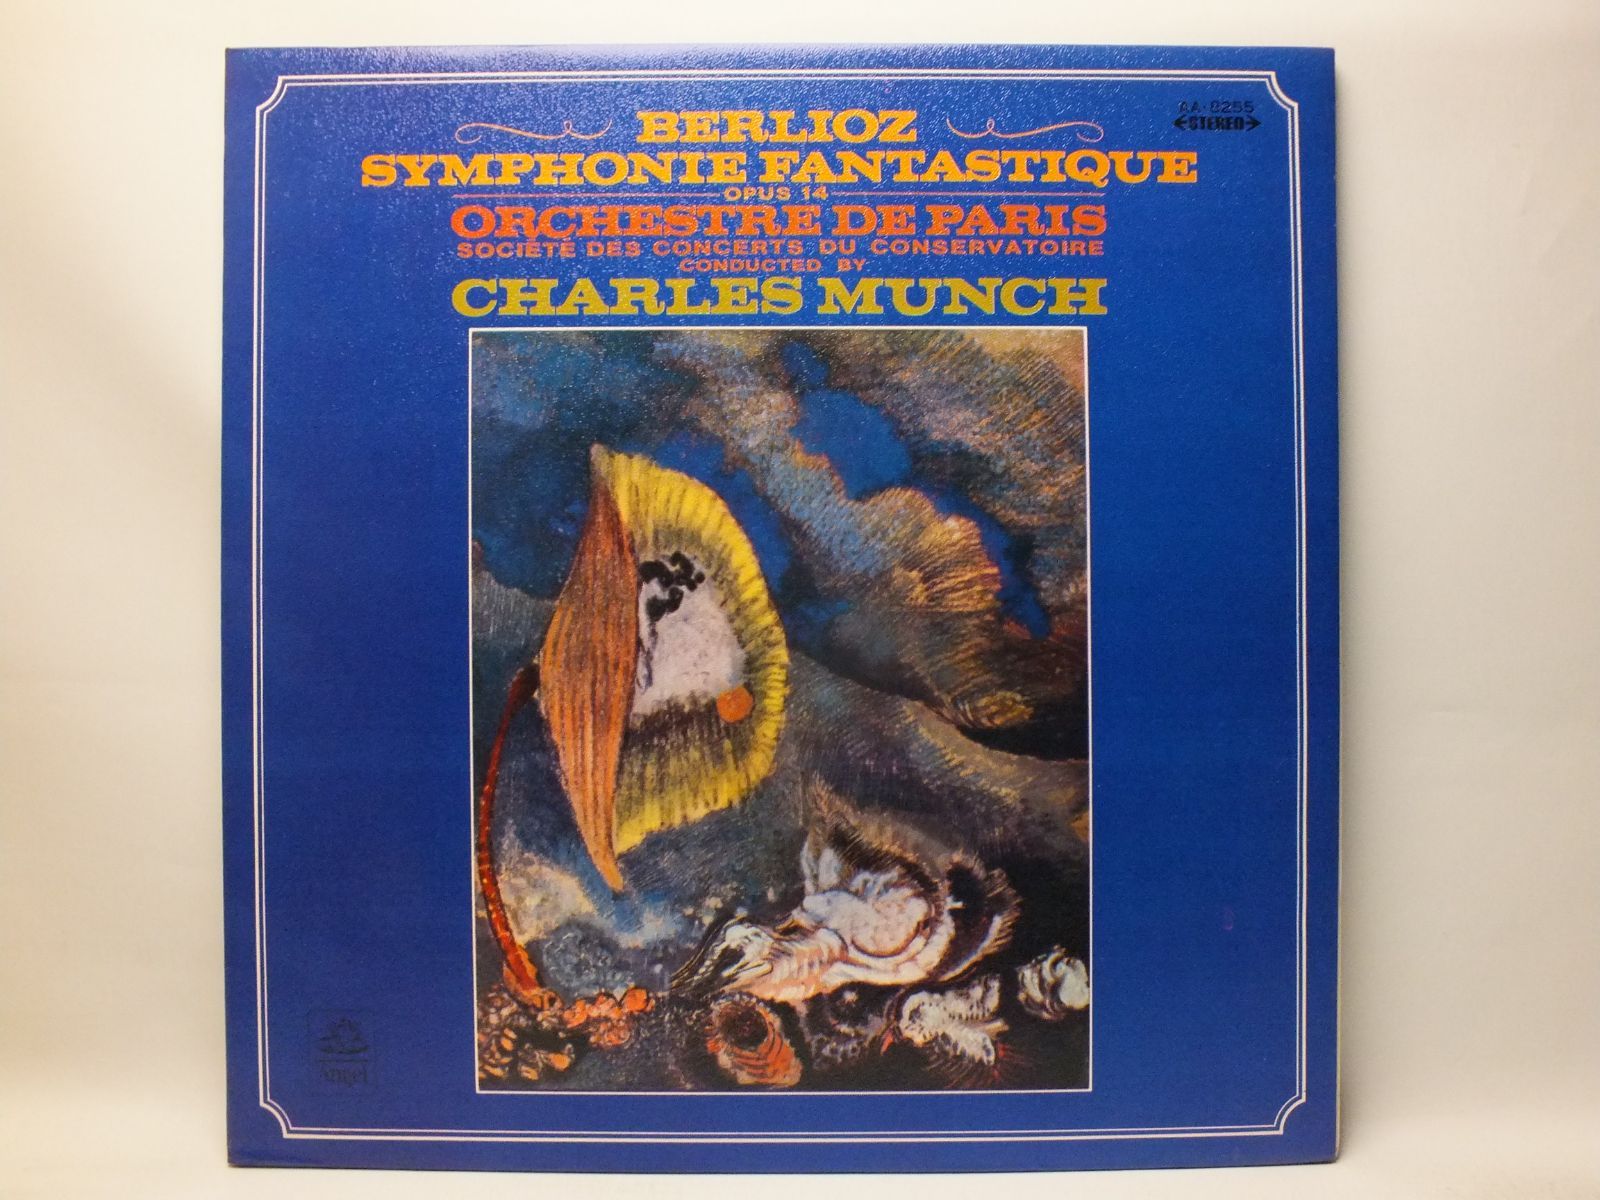 AA·8255
STEREO
BERLIOZ
SYMPHONIE FANTASTIQUE
OPUS 14
ORCHESTRE DE PARIS
SOCIÉTÉ DES CONCERTS DU CONSERVATOIRE
CONDUCTED BY
CHARLES MUNCH
Angel